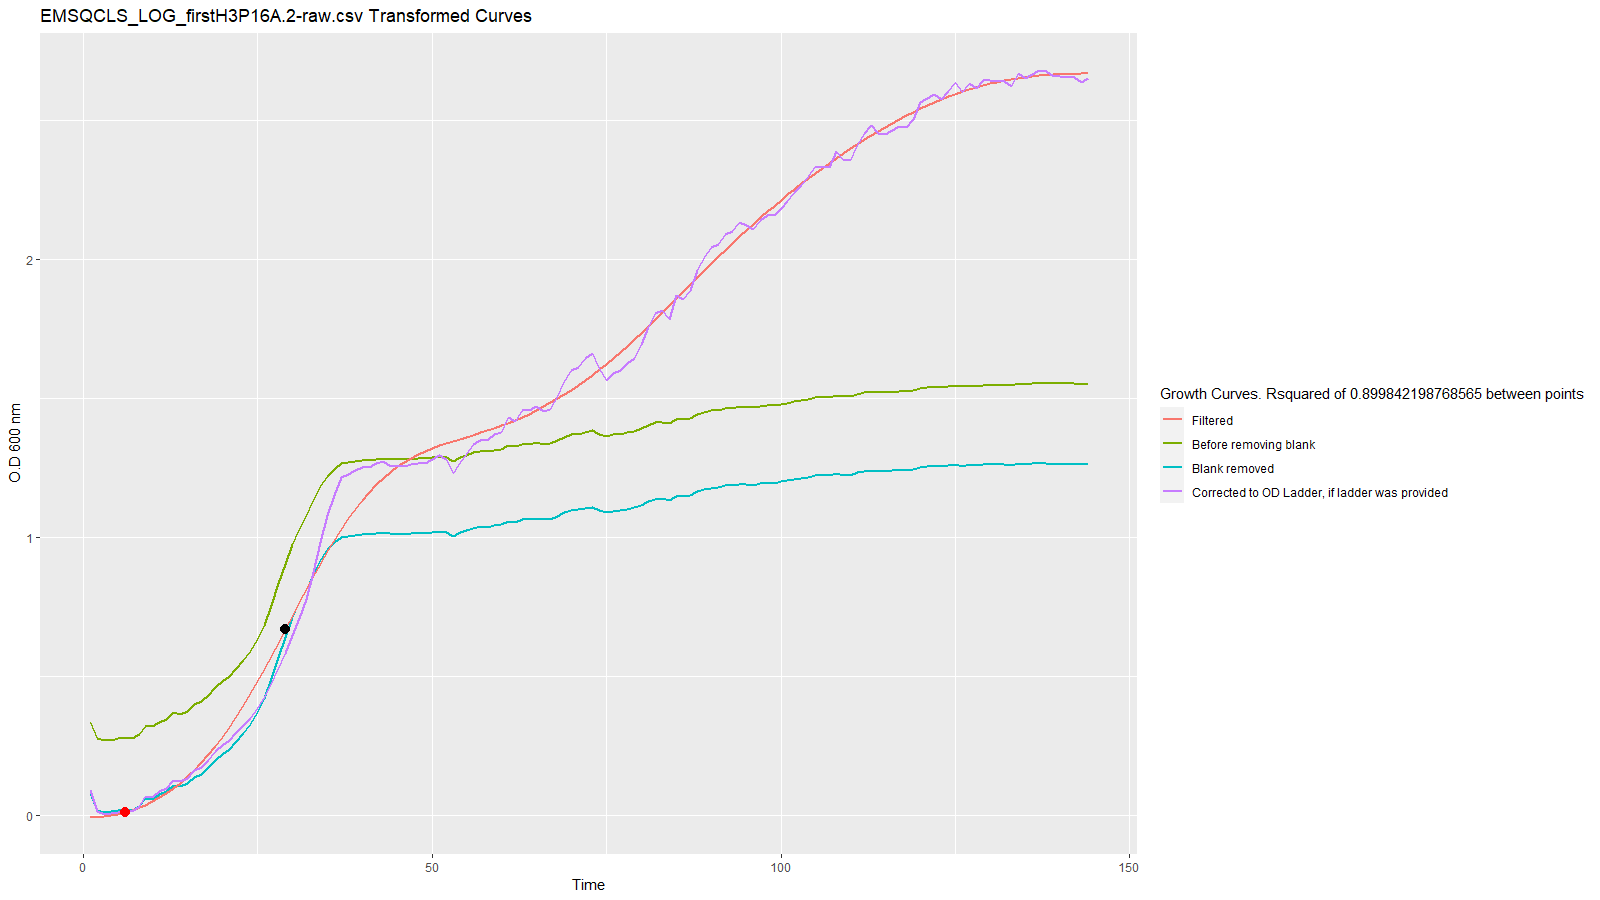 EMSQCLS_LOG_firstH3P16A.2-raw.csv Transformed Curves
O.D 600 nm
2
1
0
0
50
100
150
Time
Growth Curves. Rsquared of 0.899842198768565 between points
Filtered
Before removing blank
Blank removed
Corrected to OD Ladder, if ladder was provided